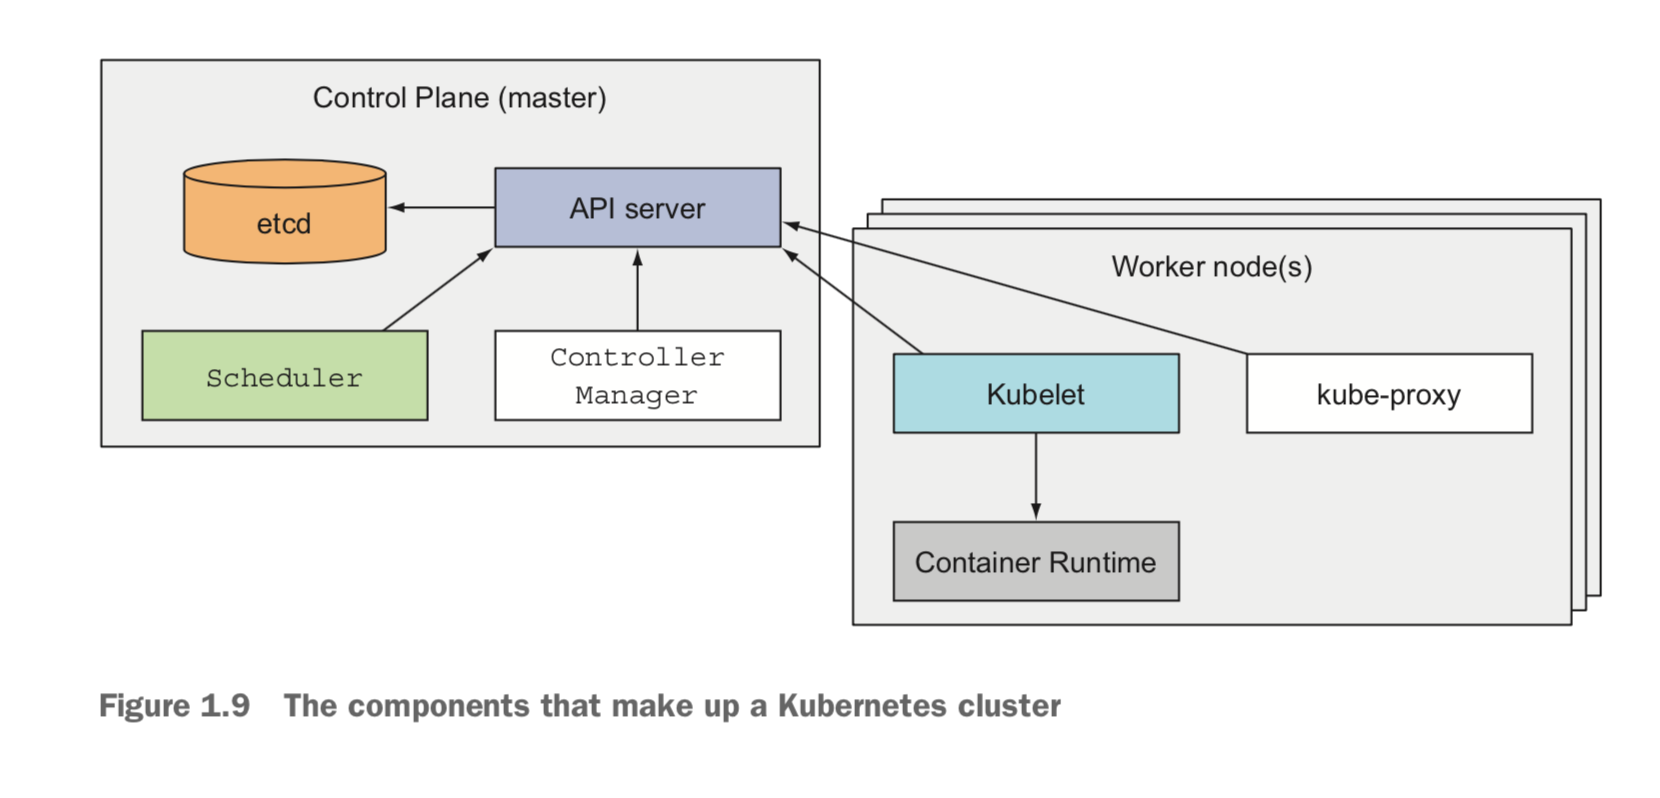 Control Plane (master)
etcd
API server
Scheduler
Controller
Manager
Worker node(s)
Kubelet
kube-proxy
Container Runtime
Figure 1.9 The components that make up a Kubernetes cluster